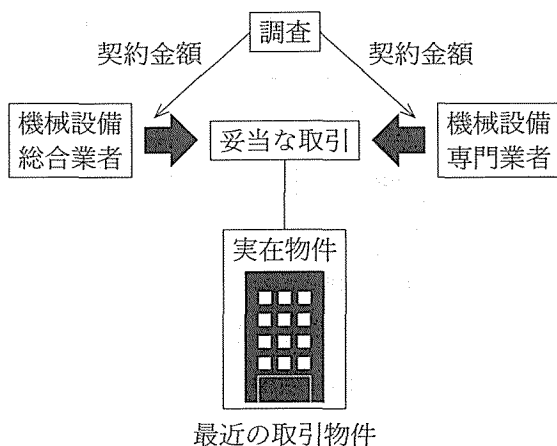 調査
契約金額
契約金額
機械設備
総合業者
妥当な取引
機械設備
専門業者
実在物件
最近の取引物件